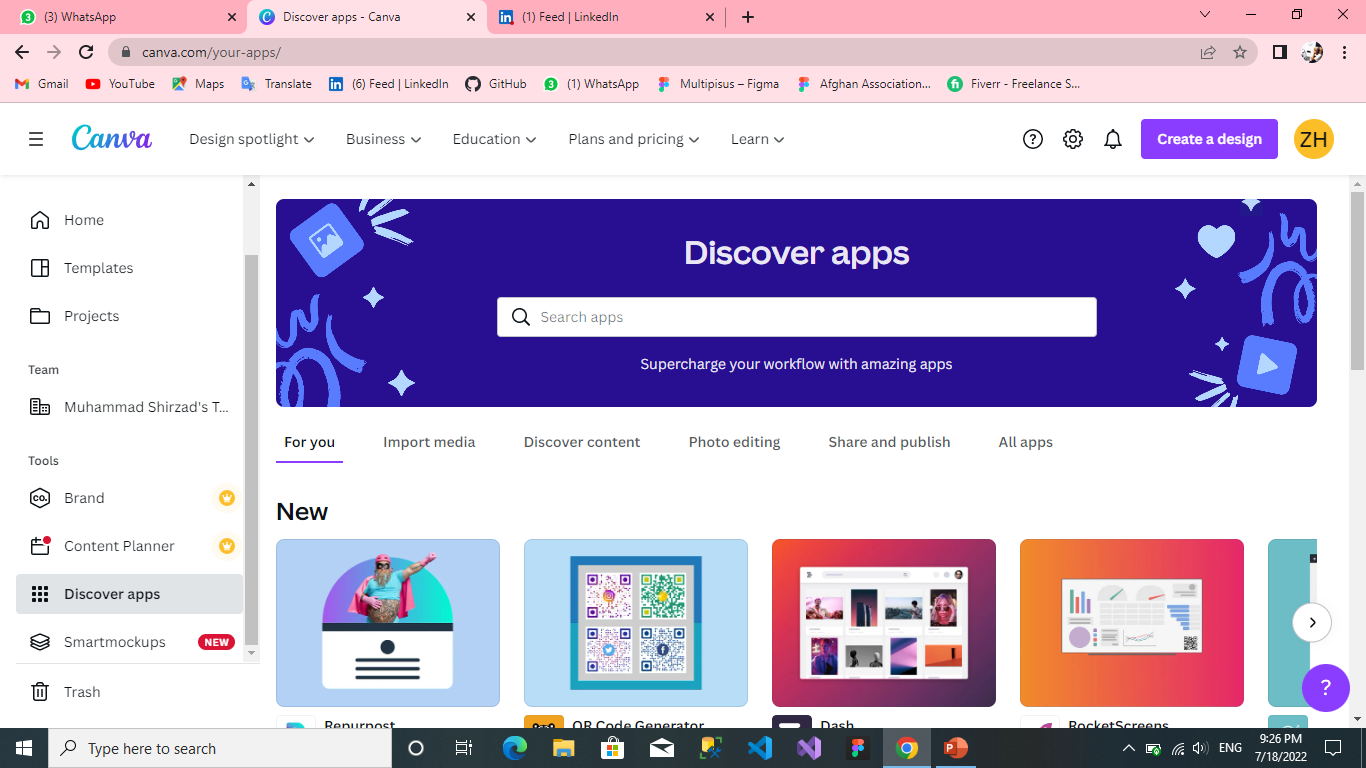 (3) WhatsApp
Discover apps - Canva
(1) Feed | LinkedIn
canva.com/your-apps/
Gmail
YouTube
Maps
Translate
(6) Feed | LinkedIn
GitHub
(1) WhatsApp
Multipisus – Figma
Afghan Association...
Fiverr - Freelance S...
Canva
Design spotlight
Business
Education
Plans and pricing
Learn
Create a design
ZH
Home
Templates
Projects
Team
Muhammad Shirzad's T...
Tools
Brand
Content Planner
Discover apps
Smartmockups
NEW
Trash
Discover apps
Search apps
Supercharge your workflow with amazing apps
For you
Import media
Discover content
Photo editing
Share and publish
All apps
New
Repurpost
QR Code Generator
Dash
RocketScreens
?
Type here to search
ENG
9:26 PM
7/18/2022